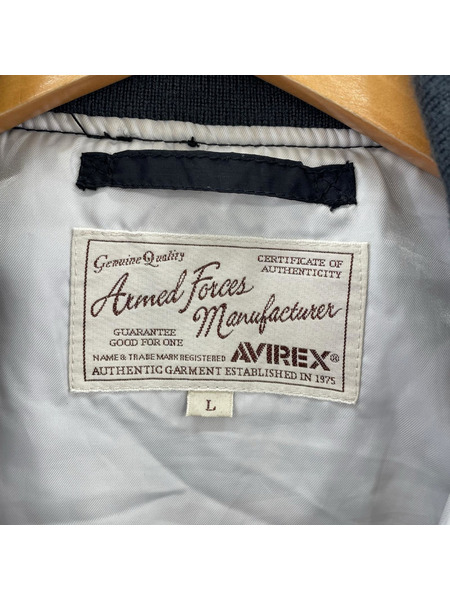 Genuine Quality
CERTIFICATE OF
AUTHENTICITY
Armed Forces
Manufacturer
GUARANTEE
GOOD FOR ONE
NAME & TRADE MARK REGISTERED
AVIREX®
AUTHENTIC GARMENT ESTABLISHED IN 1975
L